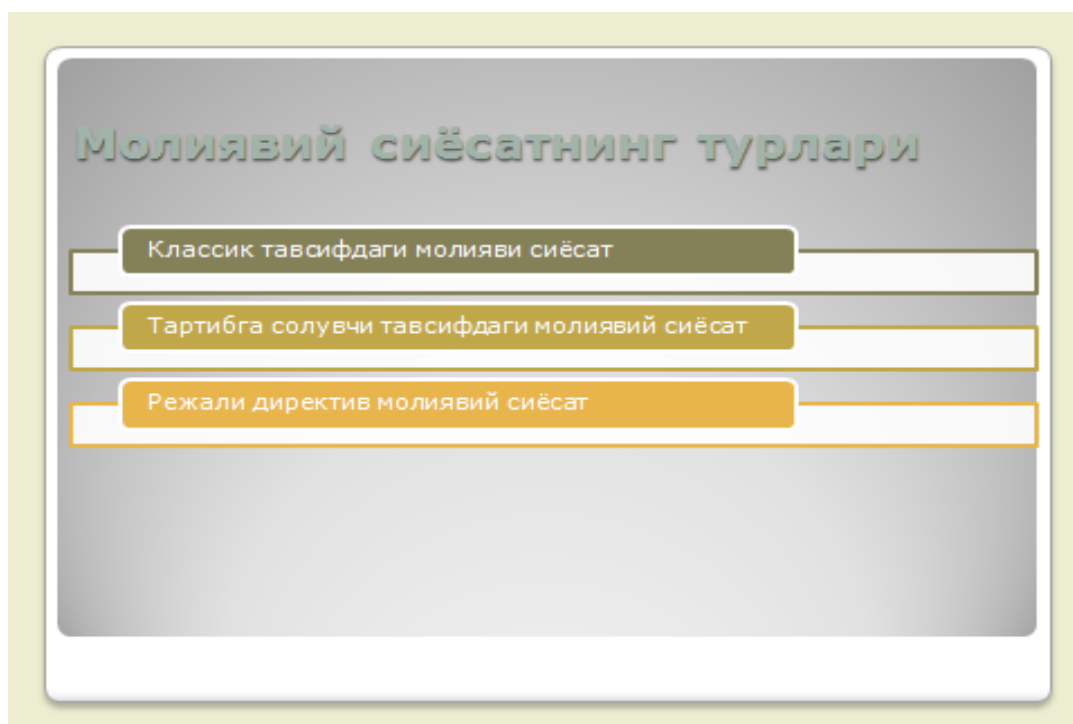 Молиявий сиёсатнинг турлари
Классик тавсифдаги молияви сиёсат
Тартибга солувчи тавсифдаги молиявий сиёсат
Режали директив молиявий сиёсат